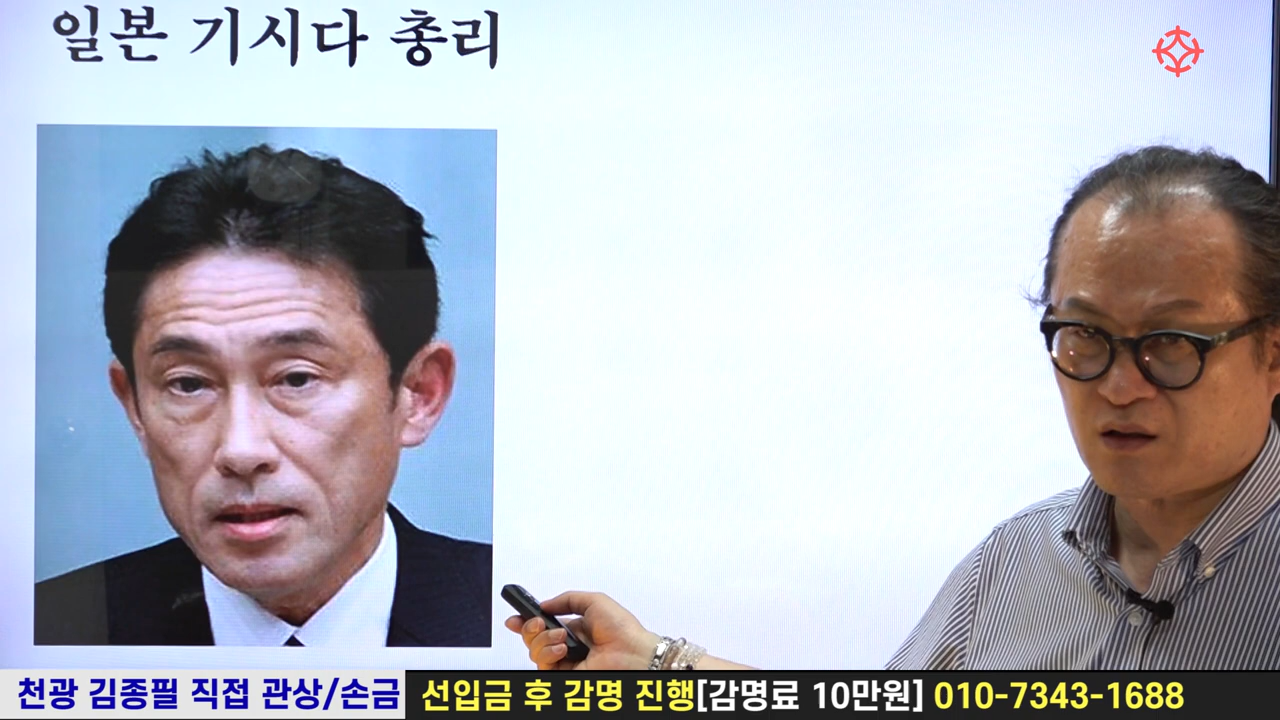 일본 기시다 총리
천광 김종필 직접 관상/손금 선입금 후 감명 진행[감명료 10만원] 010-7343-1688